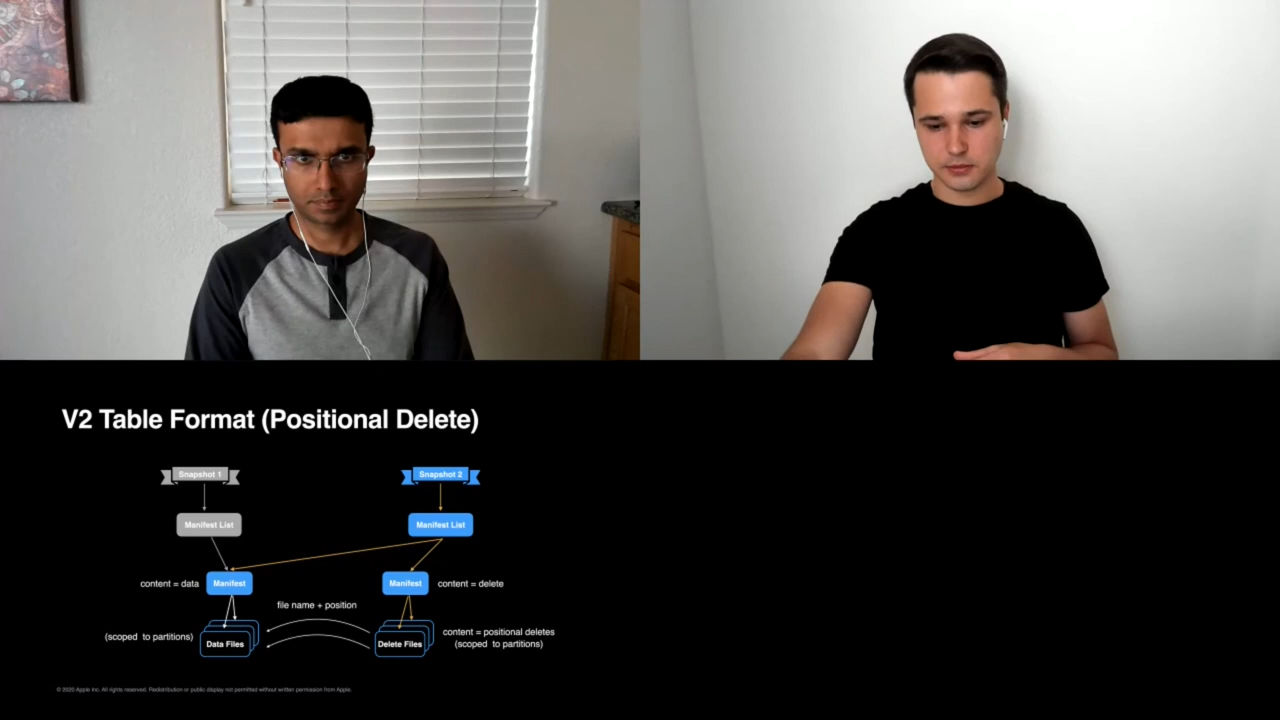 V2 Table Format (Positional Delete)
Snapshot 1
Snapshot 2
Manifest List
Manifest List
content = data
Manifest
Manifest
content = delete
file name + position
(scoped to partitions)
Data Files
Delete Files
content = positional deletes
(scoped to partitions)
© 2020 Apple Inc. All rights reserved. Redistribution or public display not permitted without written permission from Apple.